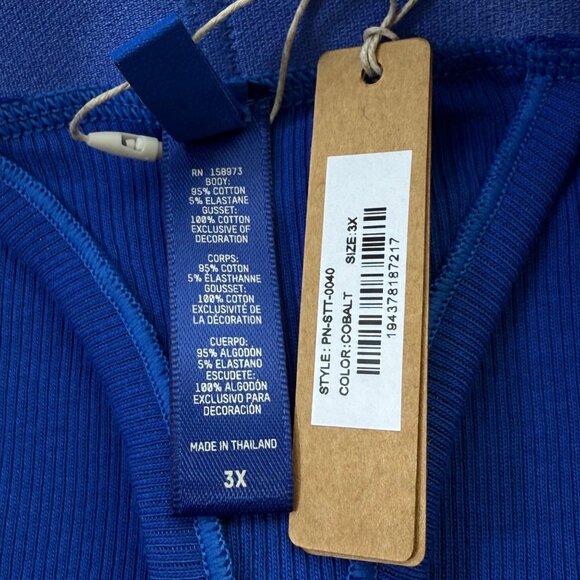 RN 158973
BODY:
95% COTTON
5% ELASTANE
GUSSET:
100% COTTON
EXCLUSIVE OF
DECORATION
CORPS:
95% COTON
5% ÉLASTHANNE
GOUSSET:
100% COTON
EXCLUSIVITÉ DE
LA DÉCORATION
CUERPO:
95% ALGODÓN
5% ELASTANO
ESCUDETE:
100% ALGODÓN
EXCLUSIVO PARA
DECORACIÓN
MADE IN THAILAND
3X
STYLE: PN-STT-0040
COLOR:COBALT SIZE:3X
194378187217